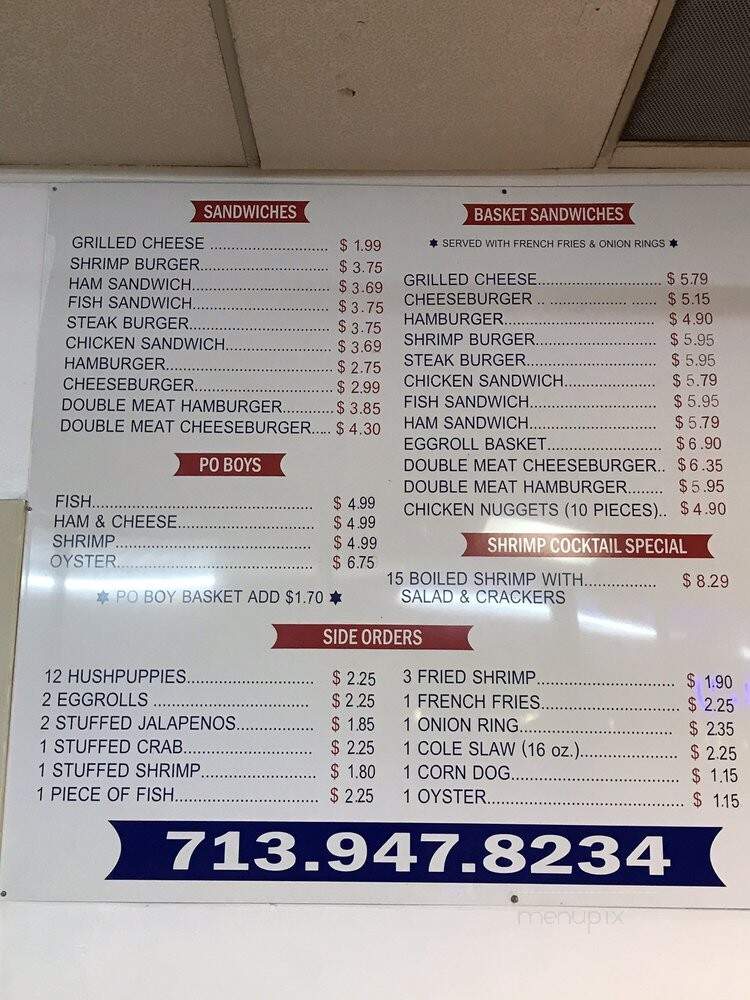 SANDWICHES
GRILLED CHEESE ............................ $ 1.99
SHRIMP BURGER.............................. $ 3.75
HAM SANDWICH................................ $ 3.69
FISH SANDWICH................................ $ 3.75
STEAK BURGER................................. $ 3.75
CHICKEN SANDWICH......................... $ 3.69
HAMBURGER....................................... $ 2.75
CHEESEBURGER................................ $ 2.99
DOUBLE MEAT HAMBURGER............ $ 3.85
DOUBLE MEAT CHEESEBURGER..... $ 4.30
PO BOYS
FISH..................................................... $ 4.99
HAM & CHEESE................................. $ 4.99
SHRIMP................................................ $ 4.99
OYSTER............................................... $ 6.75
PO BOY BASKET ADD $1.70
BASKET SANDWICHES
SERVED WITH FRENCH FRIES & ONION RINGS
GRILLED CHEESE.............................. $ 5.79
CHEESEBURGER .. ...................... ...... $ 5.15
HAMBURGER.................................... $ 4.90
SHRIMP BURGER............................. $ 5.95
STEAK BURGER............................... $ 5.95
CHICKEN SANDWICH...................... $ 5.79
FISH SANDWICH............................... $ 5.95
HAM SANDWICH............................... $ 5.79
EGGROLL BASKET............................ $ 6.90
DOUBLE MEAT CHEESEBURGER.. $ 6.35
DOUBLE MEAT HAMBURGER........ $ 5.95
CHICKEN NUGGETS (10 PIECES).. $ 4.90
SHRIMP COCKTAIL SPECIAL
15 BOILED SHRIMP WITH................. $ 8.29
SALAD & CRACKERS
SIDE ORDERS
12 HUSHPUPPIES.............................. $ 2.25
2 EGGROLLS ..................................... $ 2.25
2 STUFFED JALAPENOS.................. $ 1.85
1 STUFFED CRAB.............................. $ 2.25
1 STUFFED SHRIMP........................... $ 1.80
1 PIECE OF FISH.................................. $ 2.25
3 FRIED SHRIMP................................. $ 1.90
1 FRENCH FRIES................................ $ 2.25
1 ONION RING..................................... $ 2.35
1 COLE SLAW (16 oz.)........................ $ 2.25
1 CORN DOG........................................ $ 1.15
1 OYSTER............................................. $ 1.15
713.947.8234
menupix